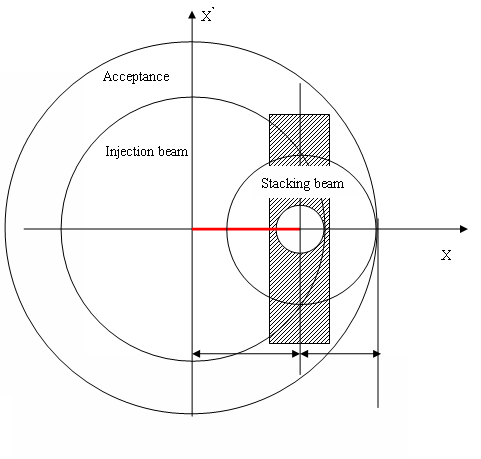 X'
Acceptance
Injection beam
Stacking beam
X